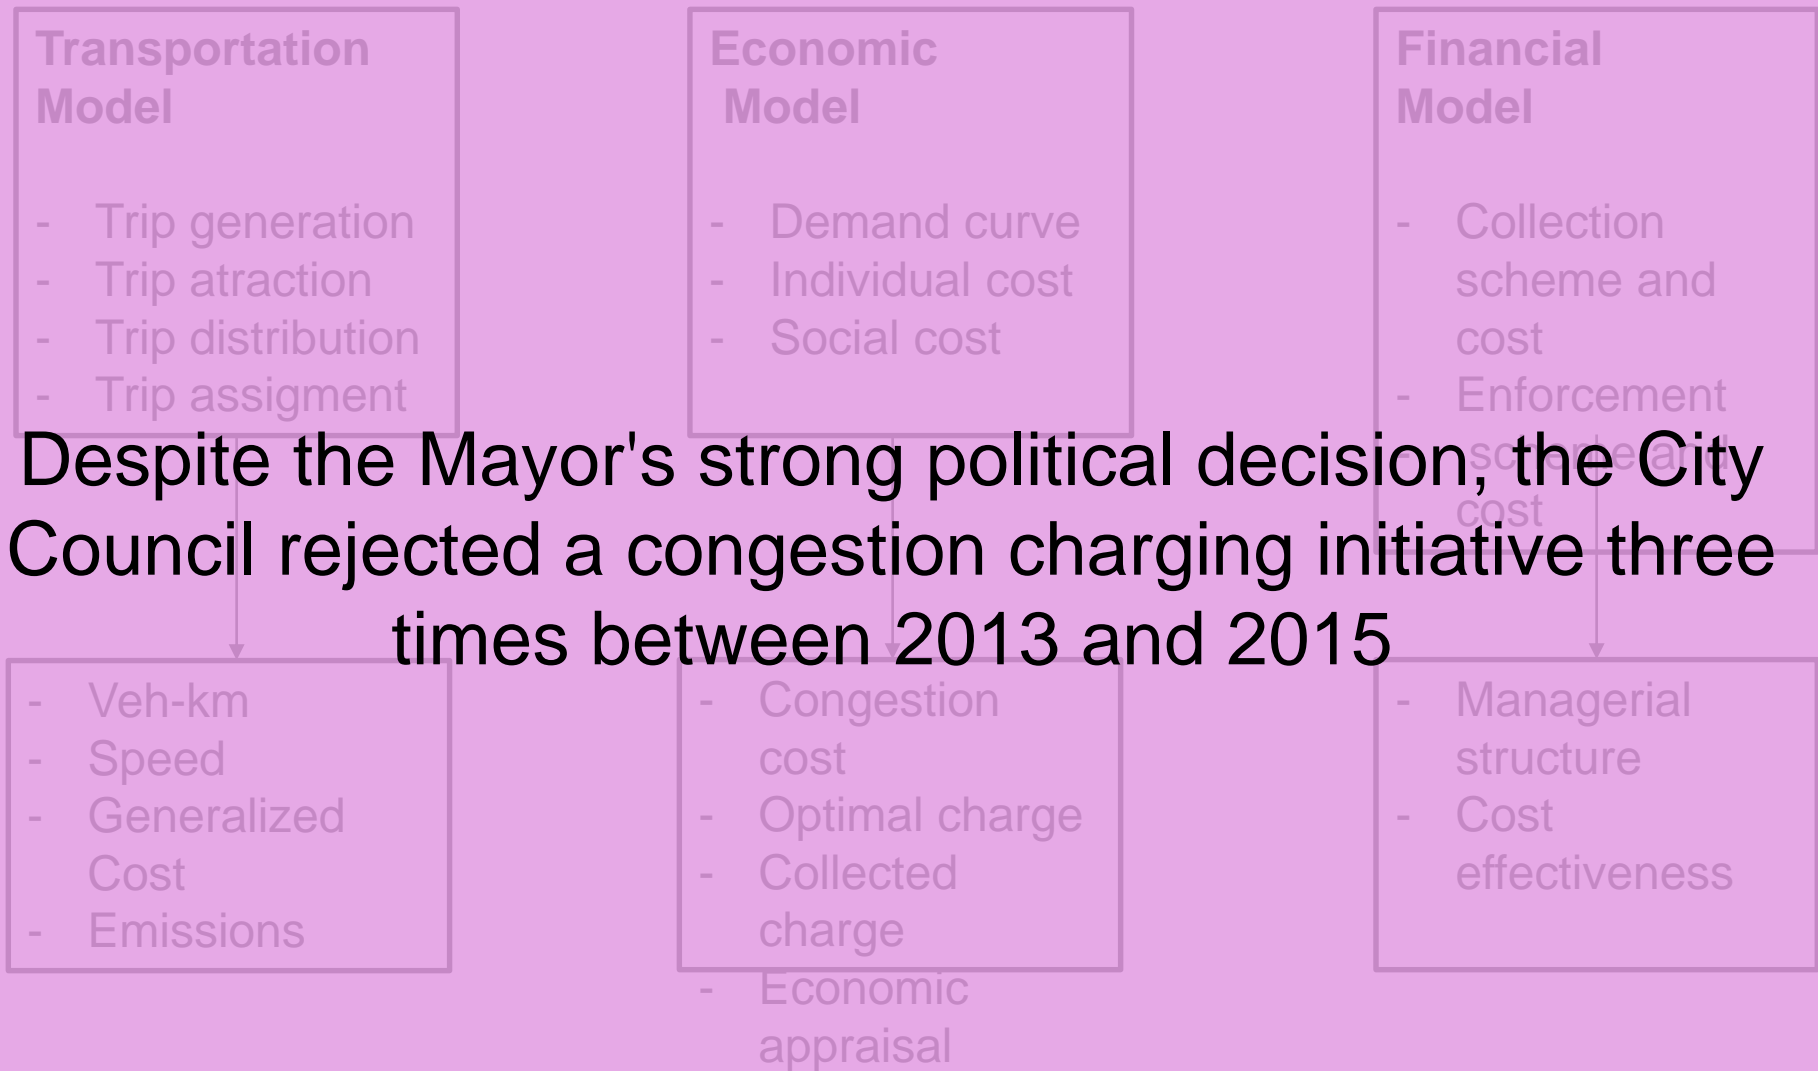 Transportation
Model
- Trip generation
- Trip atraction
- Trip distribution
- Trip assigment
Economic
Model
- Demand curve
- Individual cost
- Social cost
Financial
Model
- Collection
scheme and
cost
- Enforcement
scheme and
cost
Despite the Mayor's strong political decision, the City
Council rejected a congestion charging initiative three
times between 2013 and 2015
- Veh-km
- Speed
- Generalized
Cost
- Emissions
- Congestion
cost
- Optimal charge
- Collected
charge
- Economic
appraisal
- Managerial
structure
- Cost
effectiveness